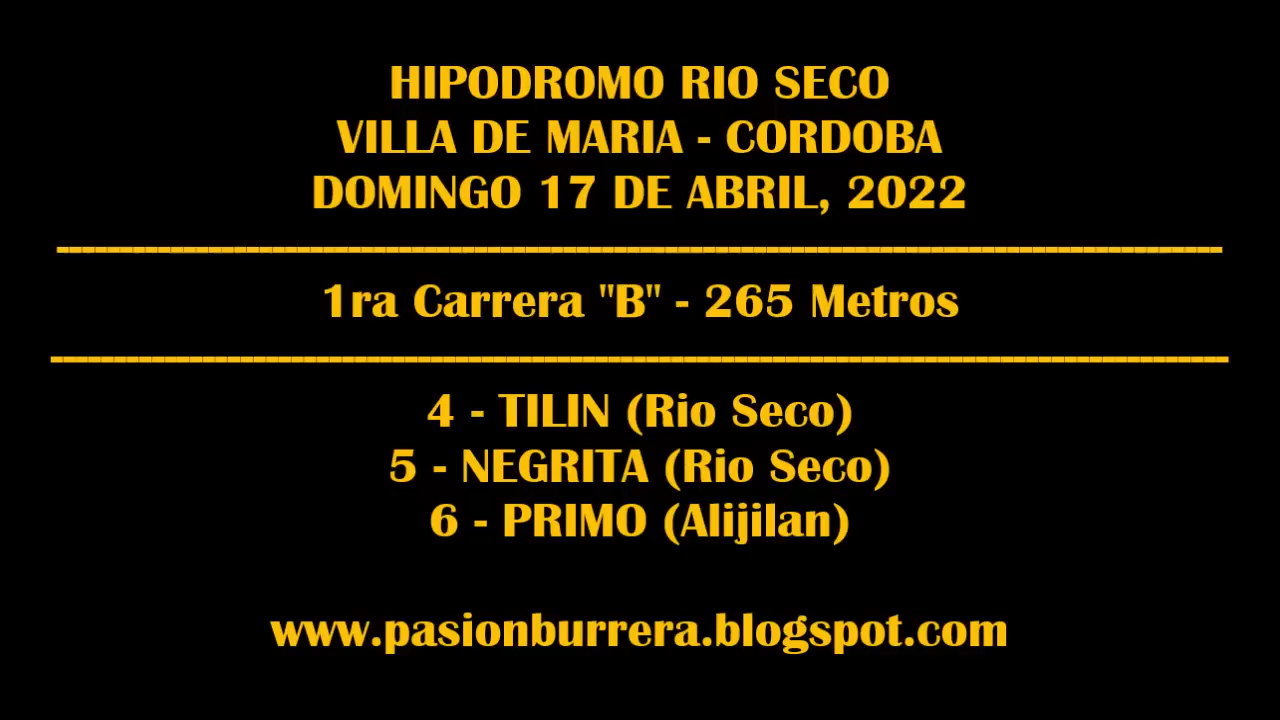 HIPODROMO RIO SECO
VILLA DE MARIA - CORDOBA
DOMINGO 17 DE ABRIL, 2022
1ra Carrera "B" - 265 Metros
4 - TILIN (Rio Seco)
5 - NEGRITA (Rio Seco)
6 - PRIMO (Alijilan)
www.pasionburrera.blogspot.com